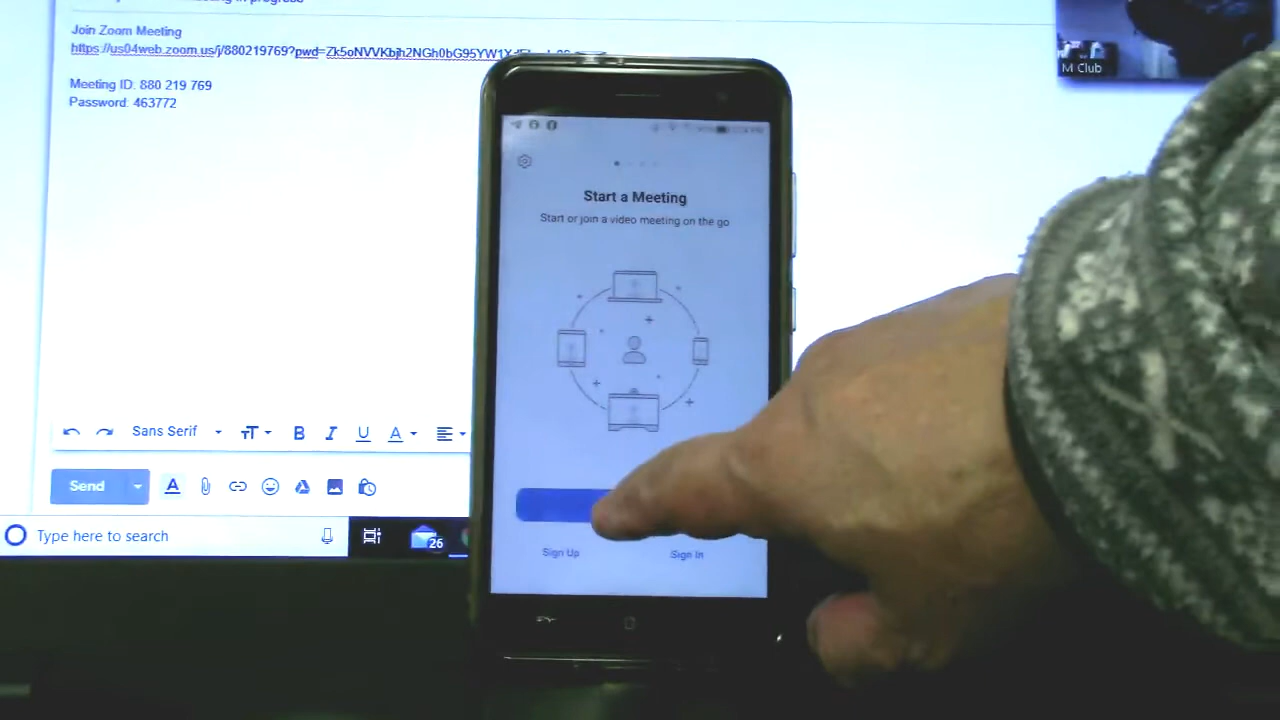 Join Zoom Meeting
Meeting ID: 880 219 769
Password: 463772
M Club
Start a Meeting
Start or join a video meeting on the go
Sans Serif
Send
Sign Up
Sign In
Type here to search
26